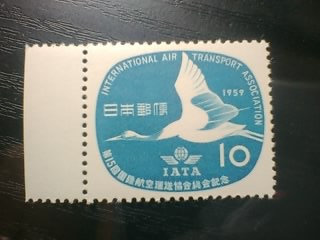 INTERNATIONAL AIR TRANSPORT ASSOCIATION
1959
日本郵便
10
IATA
第15回国際航空運送協会総会記念